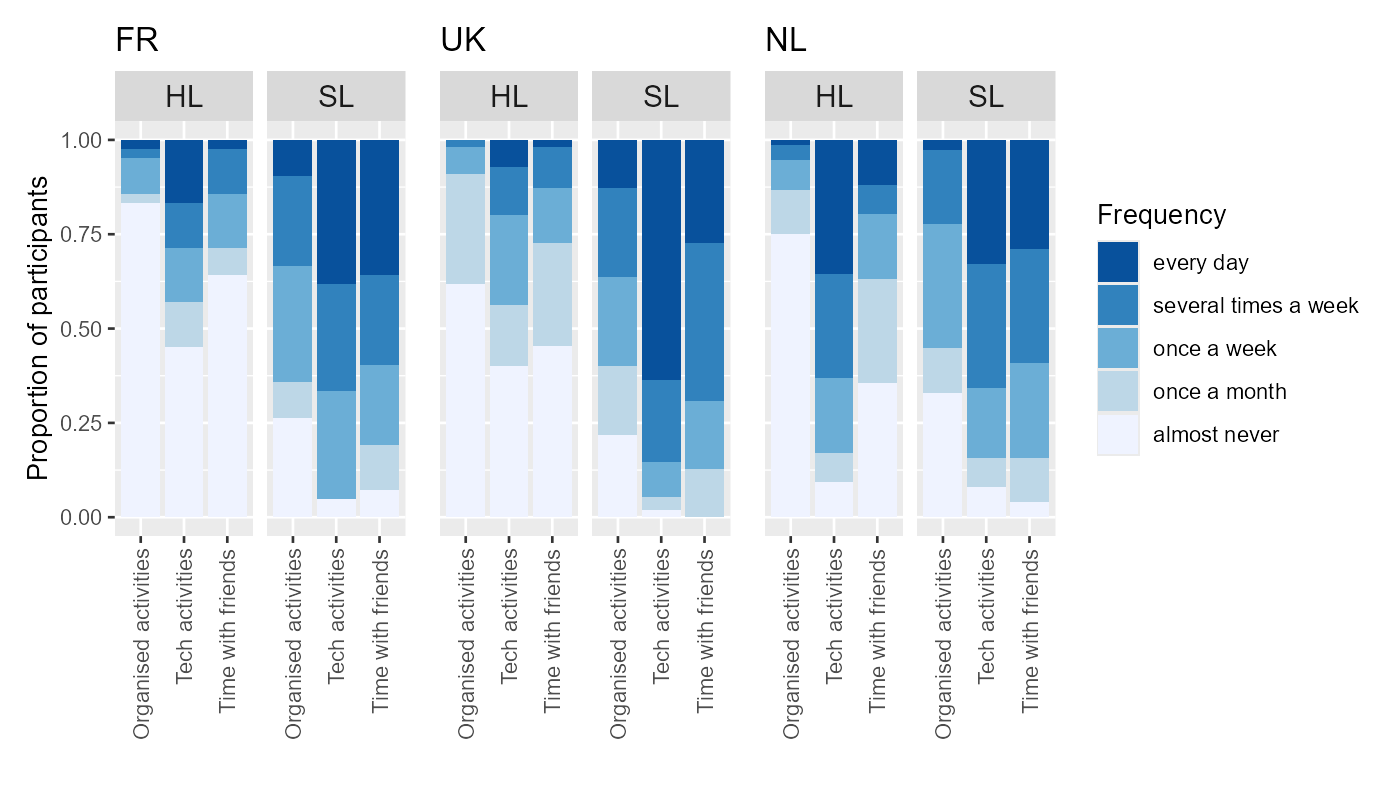 FR
UK
NL
HL
SL
HL
SL
HL
SL
Proportion of participants
1.00
0.75
0.50
0.25
0.00
Organised activities
Tech activities
Time with friends
Organised activities
Tech activities
Time with friends
Organised activities
Tech activities
Time with friends
Organised activities
Tech activities
Time with friends
Organised activities
Tech activities
Time with friends
Organised activities
Tech activities
Time with friends
Frequency
every day
several times a week
once a week
once a month
almost never